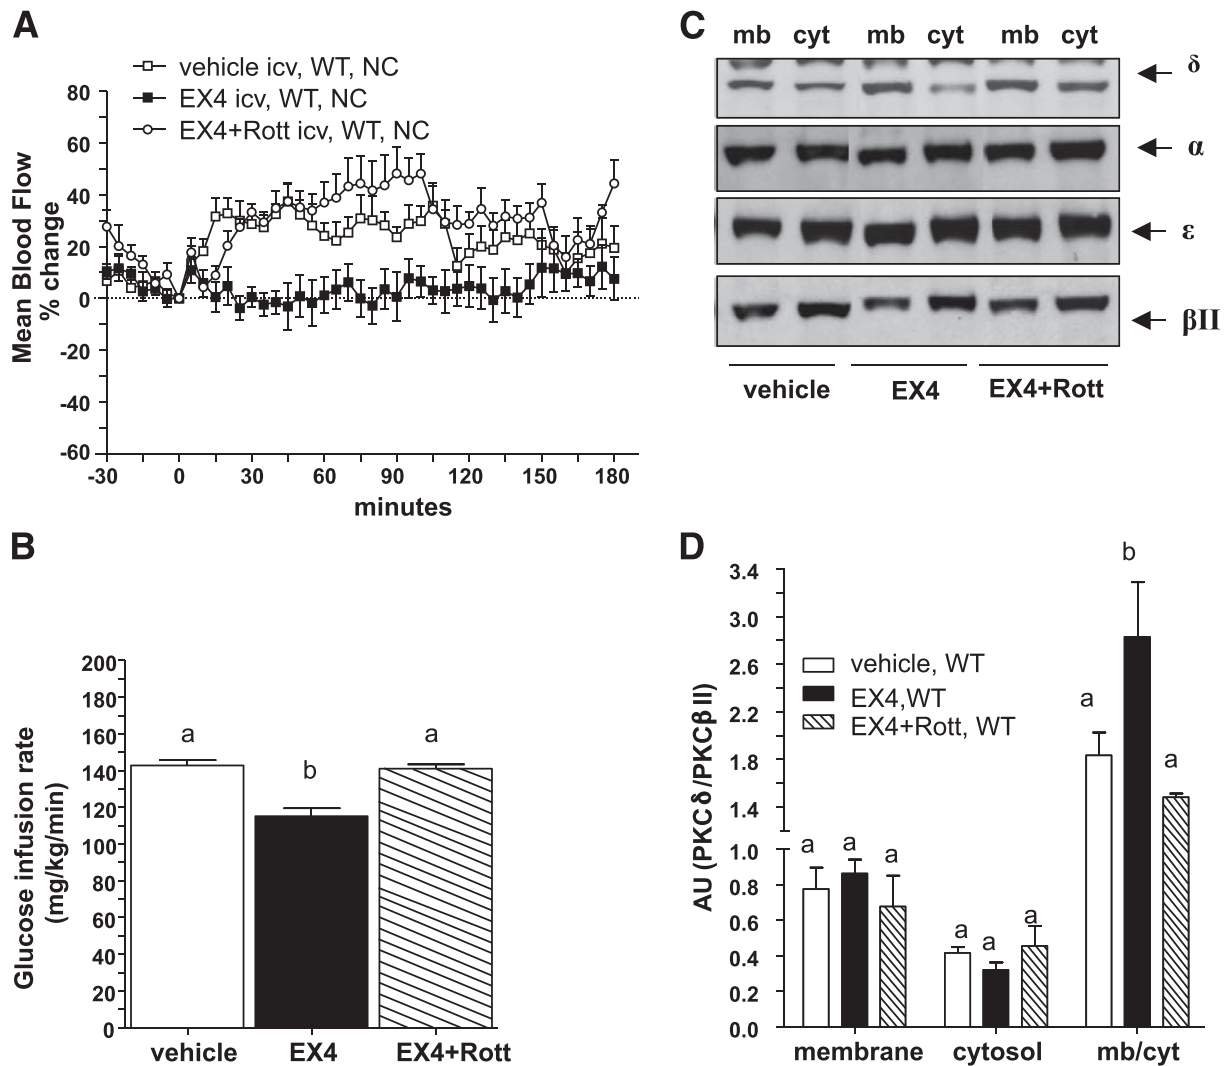 A
vehicle icv, WT, NC
EX4 icv, WT, NC
EX4+Rott icv, WT, NC
Mean Blood Flow
% change
80
60
40
20
0
-20
-40
-60
-30 0 30 60 90 120 150 180
minutes
C
mb cyt mb cyt mb cyt
δ
α
ε
βII
vehicle EX4 EX4+Rott
B
Glucose infusion rate
(mg/kg/min)
200
180
160
140
120
100
80
60
40
20
0
a b a
vehicle EX4 EX4+Rott
D
AU (PKCδ/PKCβII)
3.4
3.0
2.6
2.2
1.8
1.4
1.0
0.8
0.6
0.4
0.2
0.0
vehicle, WT
EX4,WT
EX4+Rott, WT
a a a
a a a
a b a
membrane cytosol mb/cyt